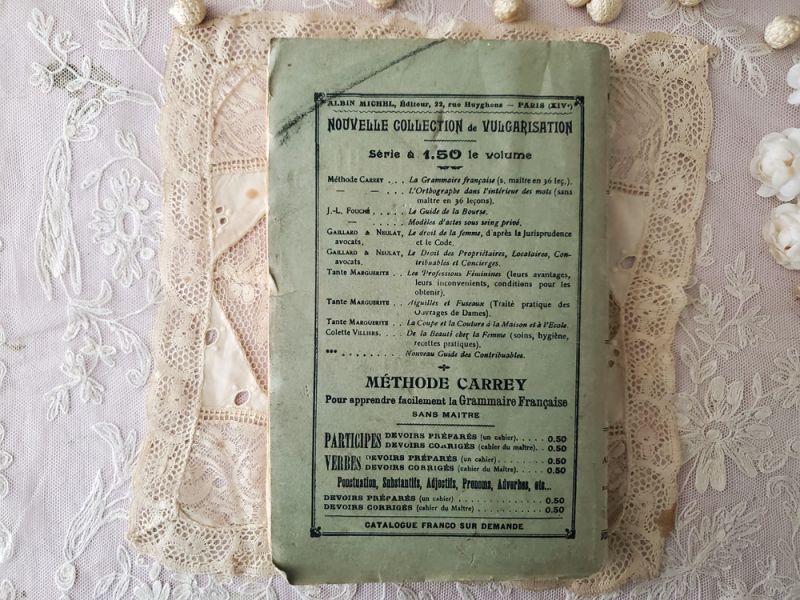 ALBIN MICHEL, Éditeur, 22, rue Huyghens — PARIS (XIVe)
NOUVELLE COLLECTION de VULGARISATION
Série à 1.50 le volume
Méthode CARREY . . . La Grammaire française (s. maître en 36 leç.).
— — . . . L'Orthographe dans l'intérieur des mots (sans
maître en 36 leçons).
J.-L. FOUCHÉ . . . . . Le Guide de la Bourse.
— . . . . . Modèles d'actes sous seing privé.
GAILLARD & NEULAT, Le droit de la femme, d'après la Jurisprudence
avocats. et le Code.
GAILLARD & NEULAT, Le Droit des Propriétaires, Locataires, Con-
avocats. tribuables et Concierges.
Tante MARGUERITE . . . Les Professions Féminines (leurs avantages,
leurs inconvenients, conditions pour les
obtenir).
Tante MARGUERITE . . . Aiguilles et Fuseaux (Traité pratique des
Ouvrages de Dames).
Tante MARGUERITE . . . La Coupe et la Couture à la Maison et à l'Ecole.
Colette VILLIERS. . . . De la Beauté chez la Femme (soins, hygiène,
recettes pratiques).
*** . . . . . . . . . Nouveau Guide des Contribuables.
MÉTHODE CARREY
Pour apprendre facilement la Grammaire Française
SANS MAITRE
PARTICIPES DEVOIRS PRÉPARÉS (un cahier). . . . . 0.50
DEVOIRS CORRIGÉS (cahier du maître). . 0.50
VERBES DEVOIRS PRÉPARÉS (un cahier) . . . . . . . . 0.50
DEVOIRS CORRIGÉS (cahier du Maître). . . . 0.50
Ponctuation, Substantifs, Adjectifs, Pronoms, Adverbes, etc...
DEVOIRS PRÉPARÉS (un cahier) . . . . . . . . . . . . . 0.50
DEVOIRS CORRIGÉS (cahier du Maître) . . . . . . . . . 0.50
CATALOGUE FRANCO SUR DEMANDE